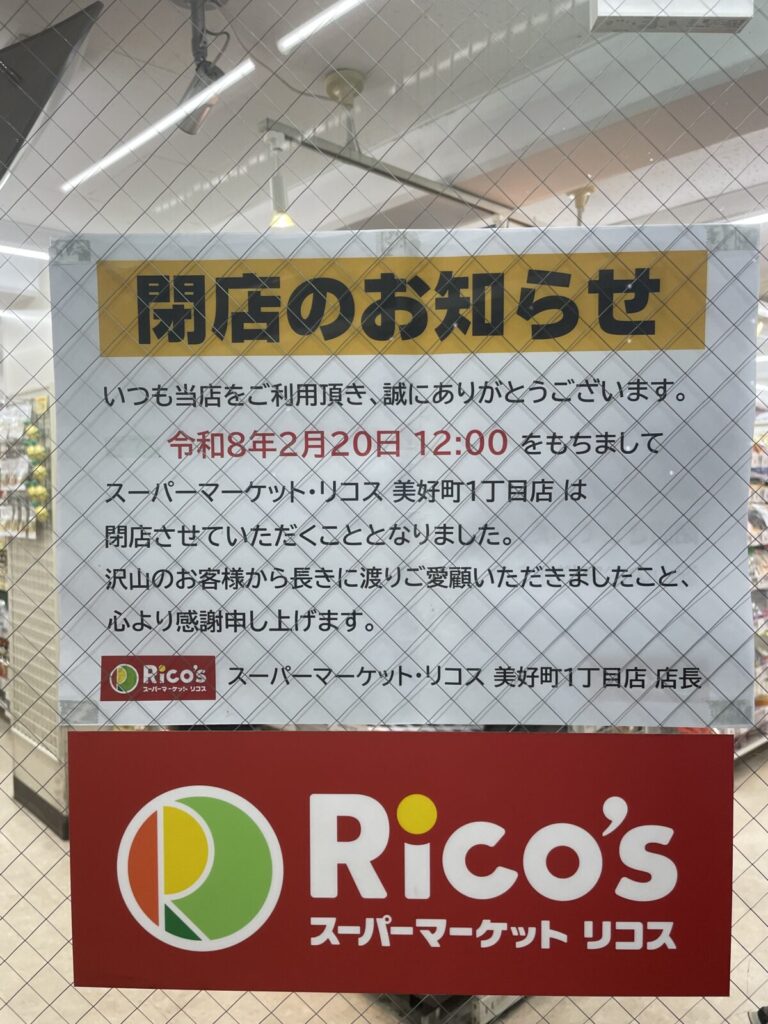 閉店のお知らせ
いつも当店をご利用頂き、誠にありがとうございます。
令和8年2月20日 12:00 をもちまして
スーパーマーケット・リコス 美好町1丁目店 は
閉店させていただくこととなりました。
沢山のお客様から長きに渡りご愛顧いただきましたこと、
心より感謝申し上げます。
Rico's
スーパーマーケット リコス
スーパーマーケット・リコス 美好町1丁目店 店長
Rico's
スーパーマーケット リコス